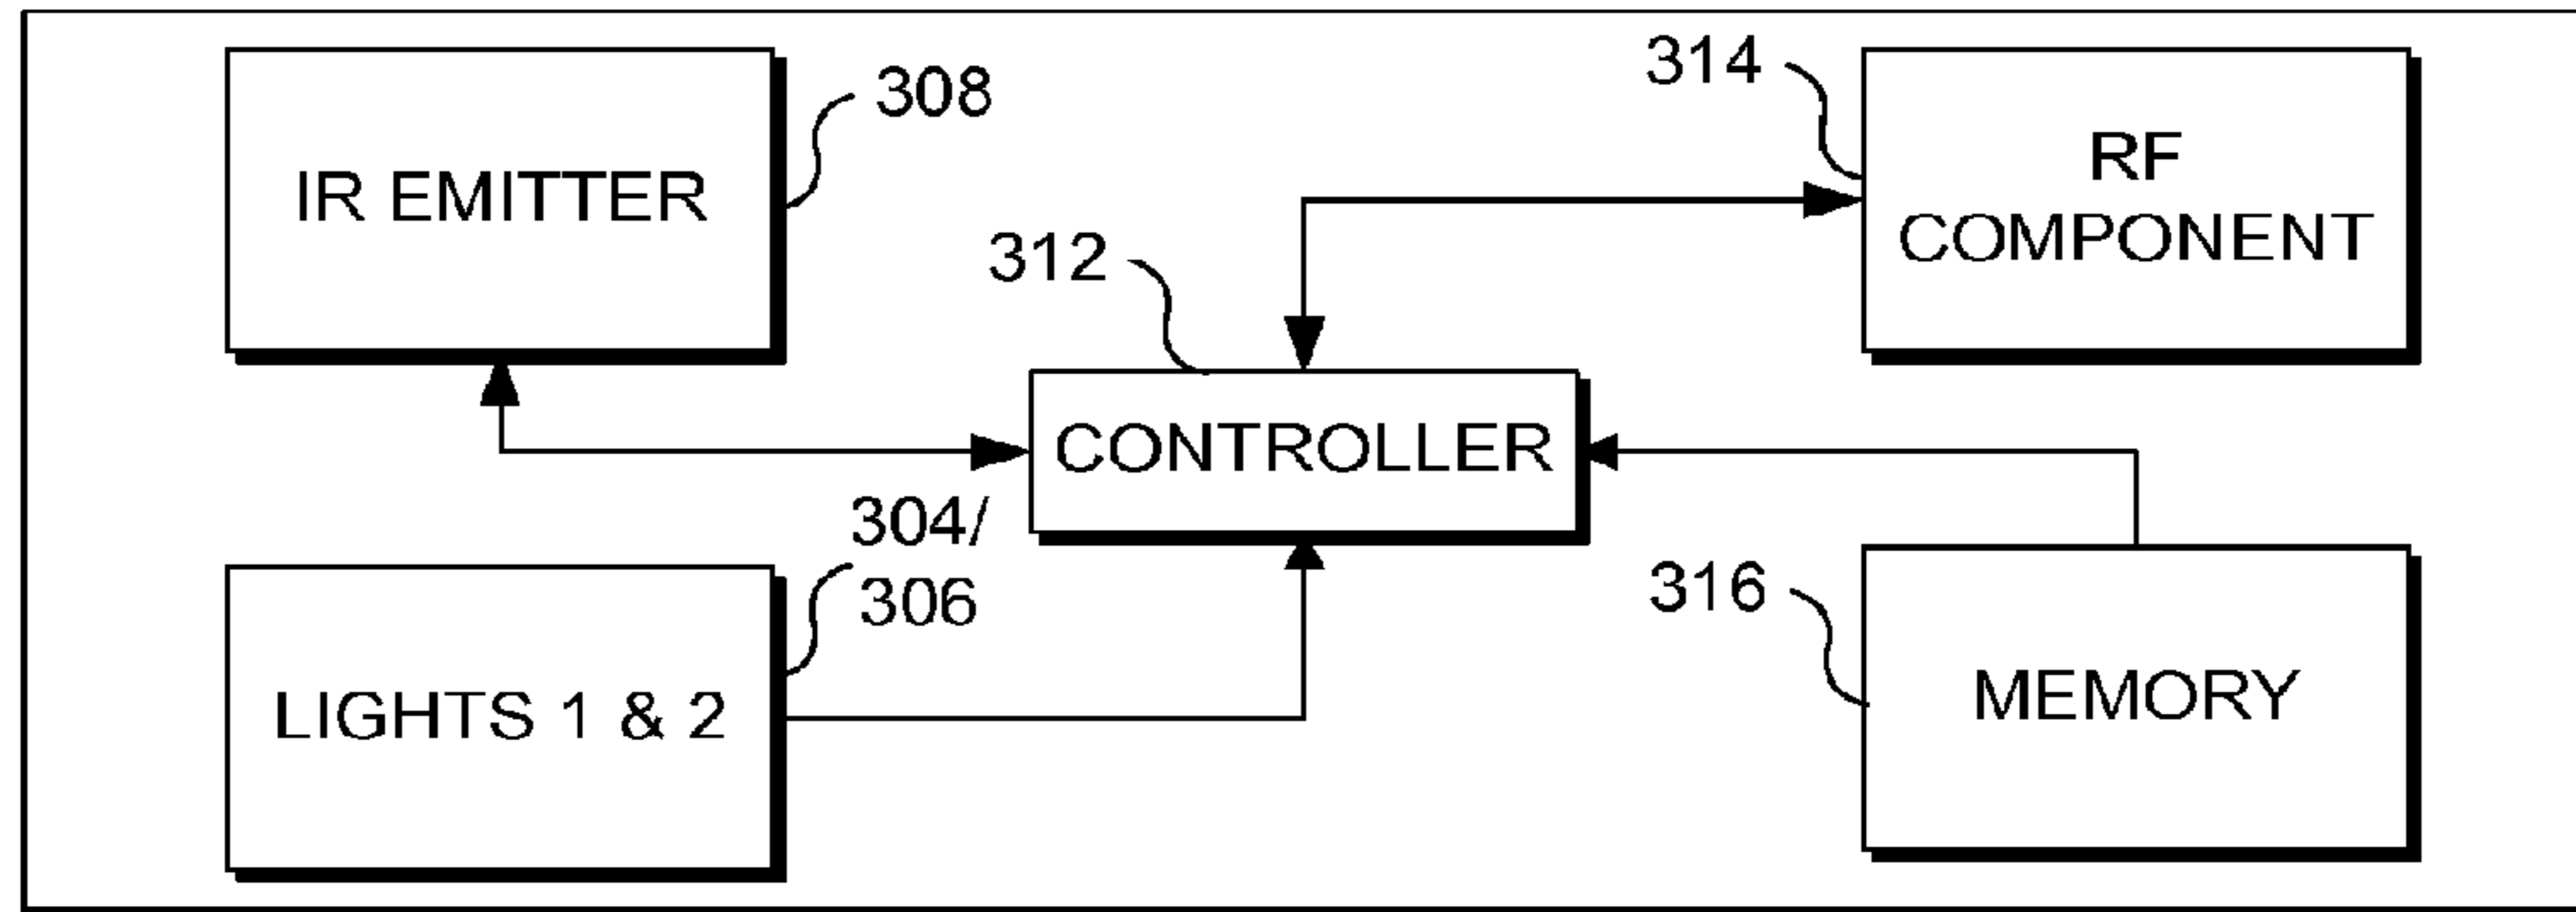 IR EMITTER
308
314
RF
COMPONENT
312
CONTROLLER
304/
306
LIGHTS 1 & 2
316
MEMORY